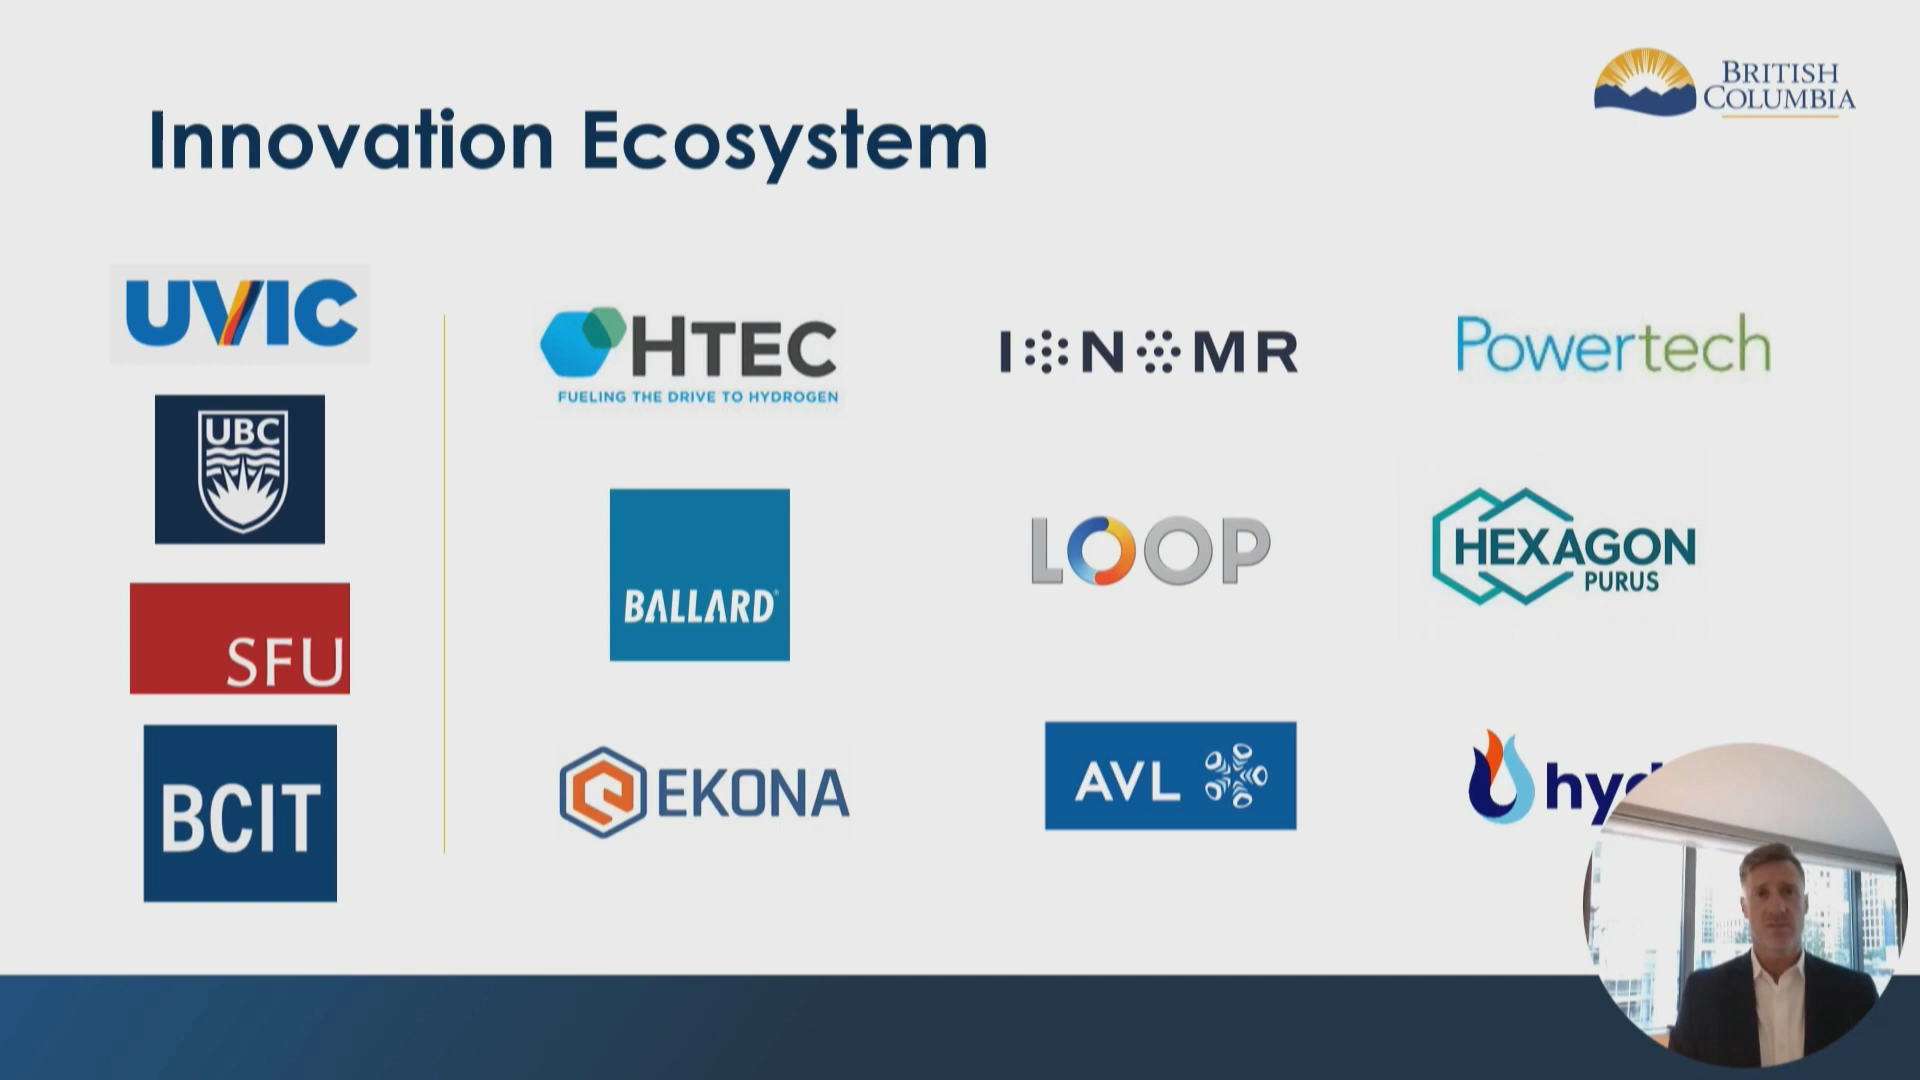 BRITISH
COLUMBIA
Innovation Ecosystem
UVIC
UBC
SFU
BCIT
HTEC
FUELING THE DRIVE TO HYDROGEN
IONOMR
Powertech
BALLARD
LOOP
HEXAGON
PURUS
EKONA
AVL